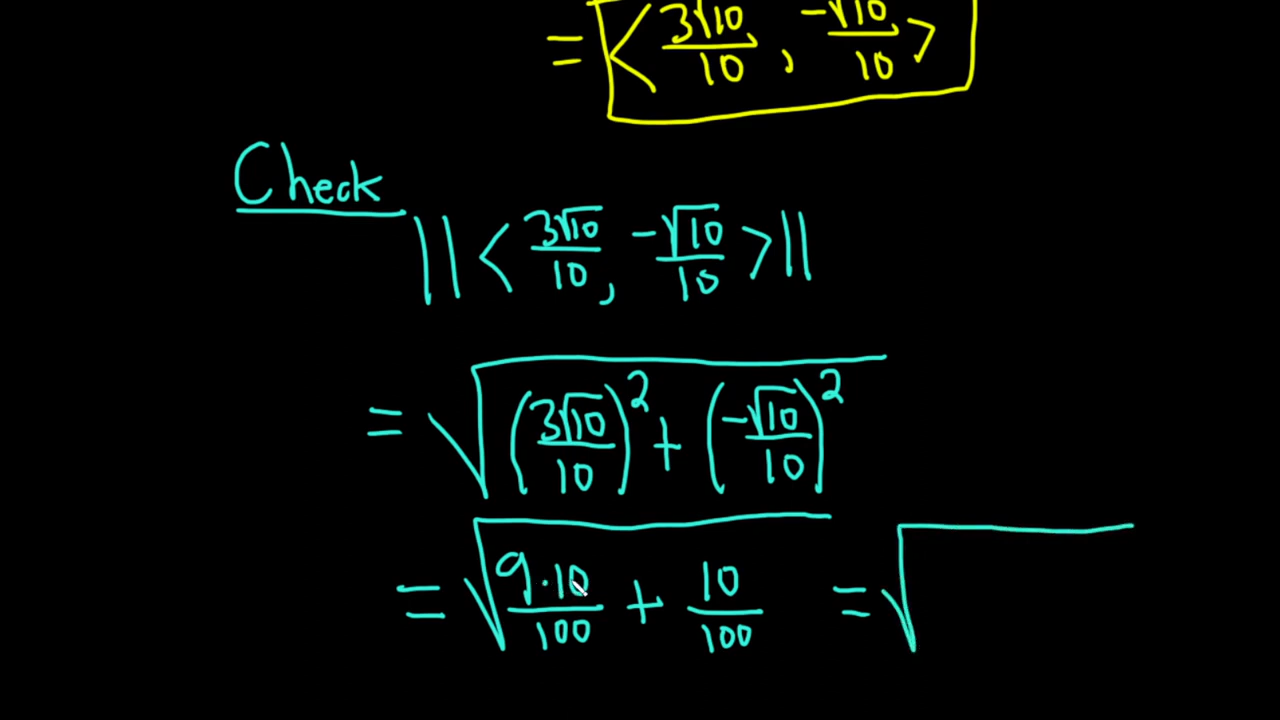 = < 3√10/10 , -√10/10 >
Check
|| < 3√10/10 , -√10/10 > ||
= √( (3√10/10)² + (-√10/10)² )
= √( 9·10/100 + 10/100 ) = √